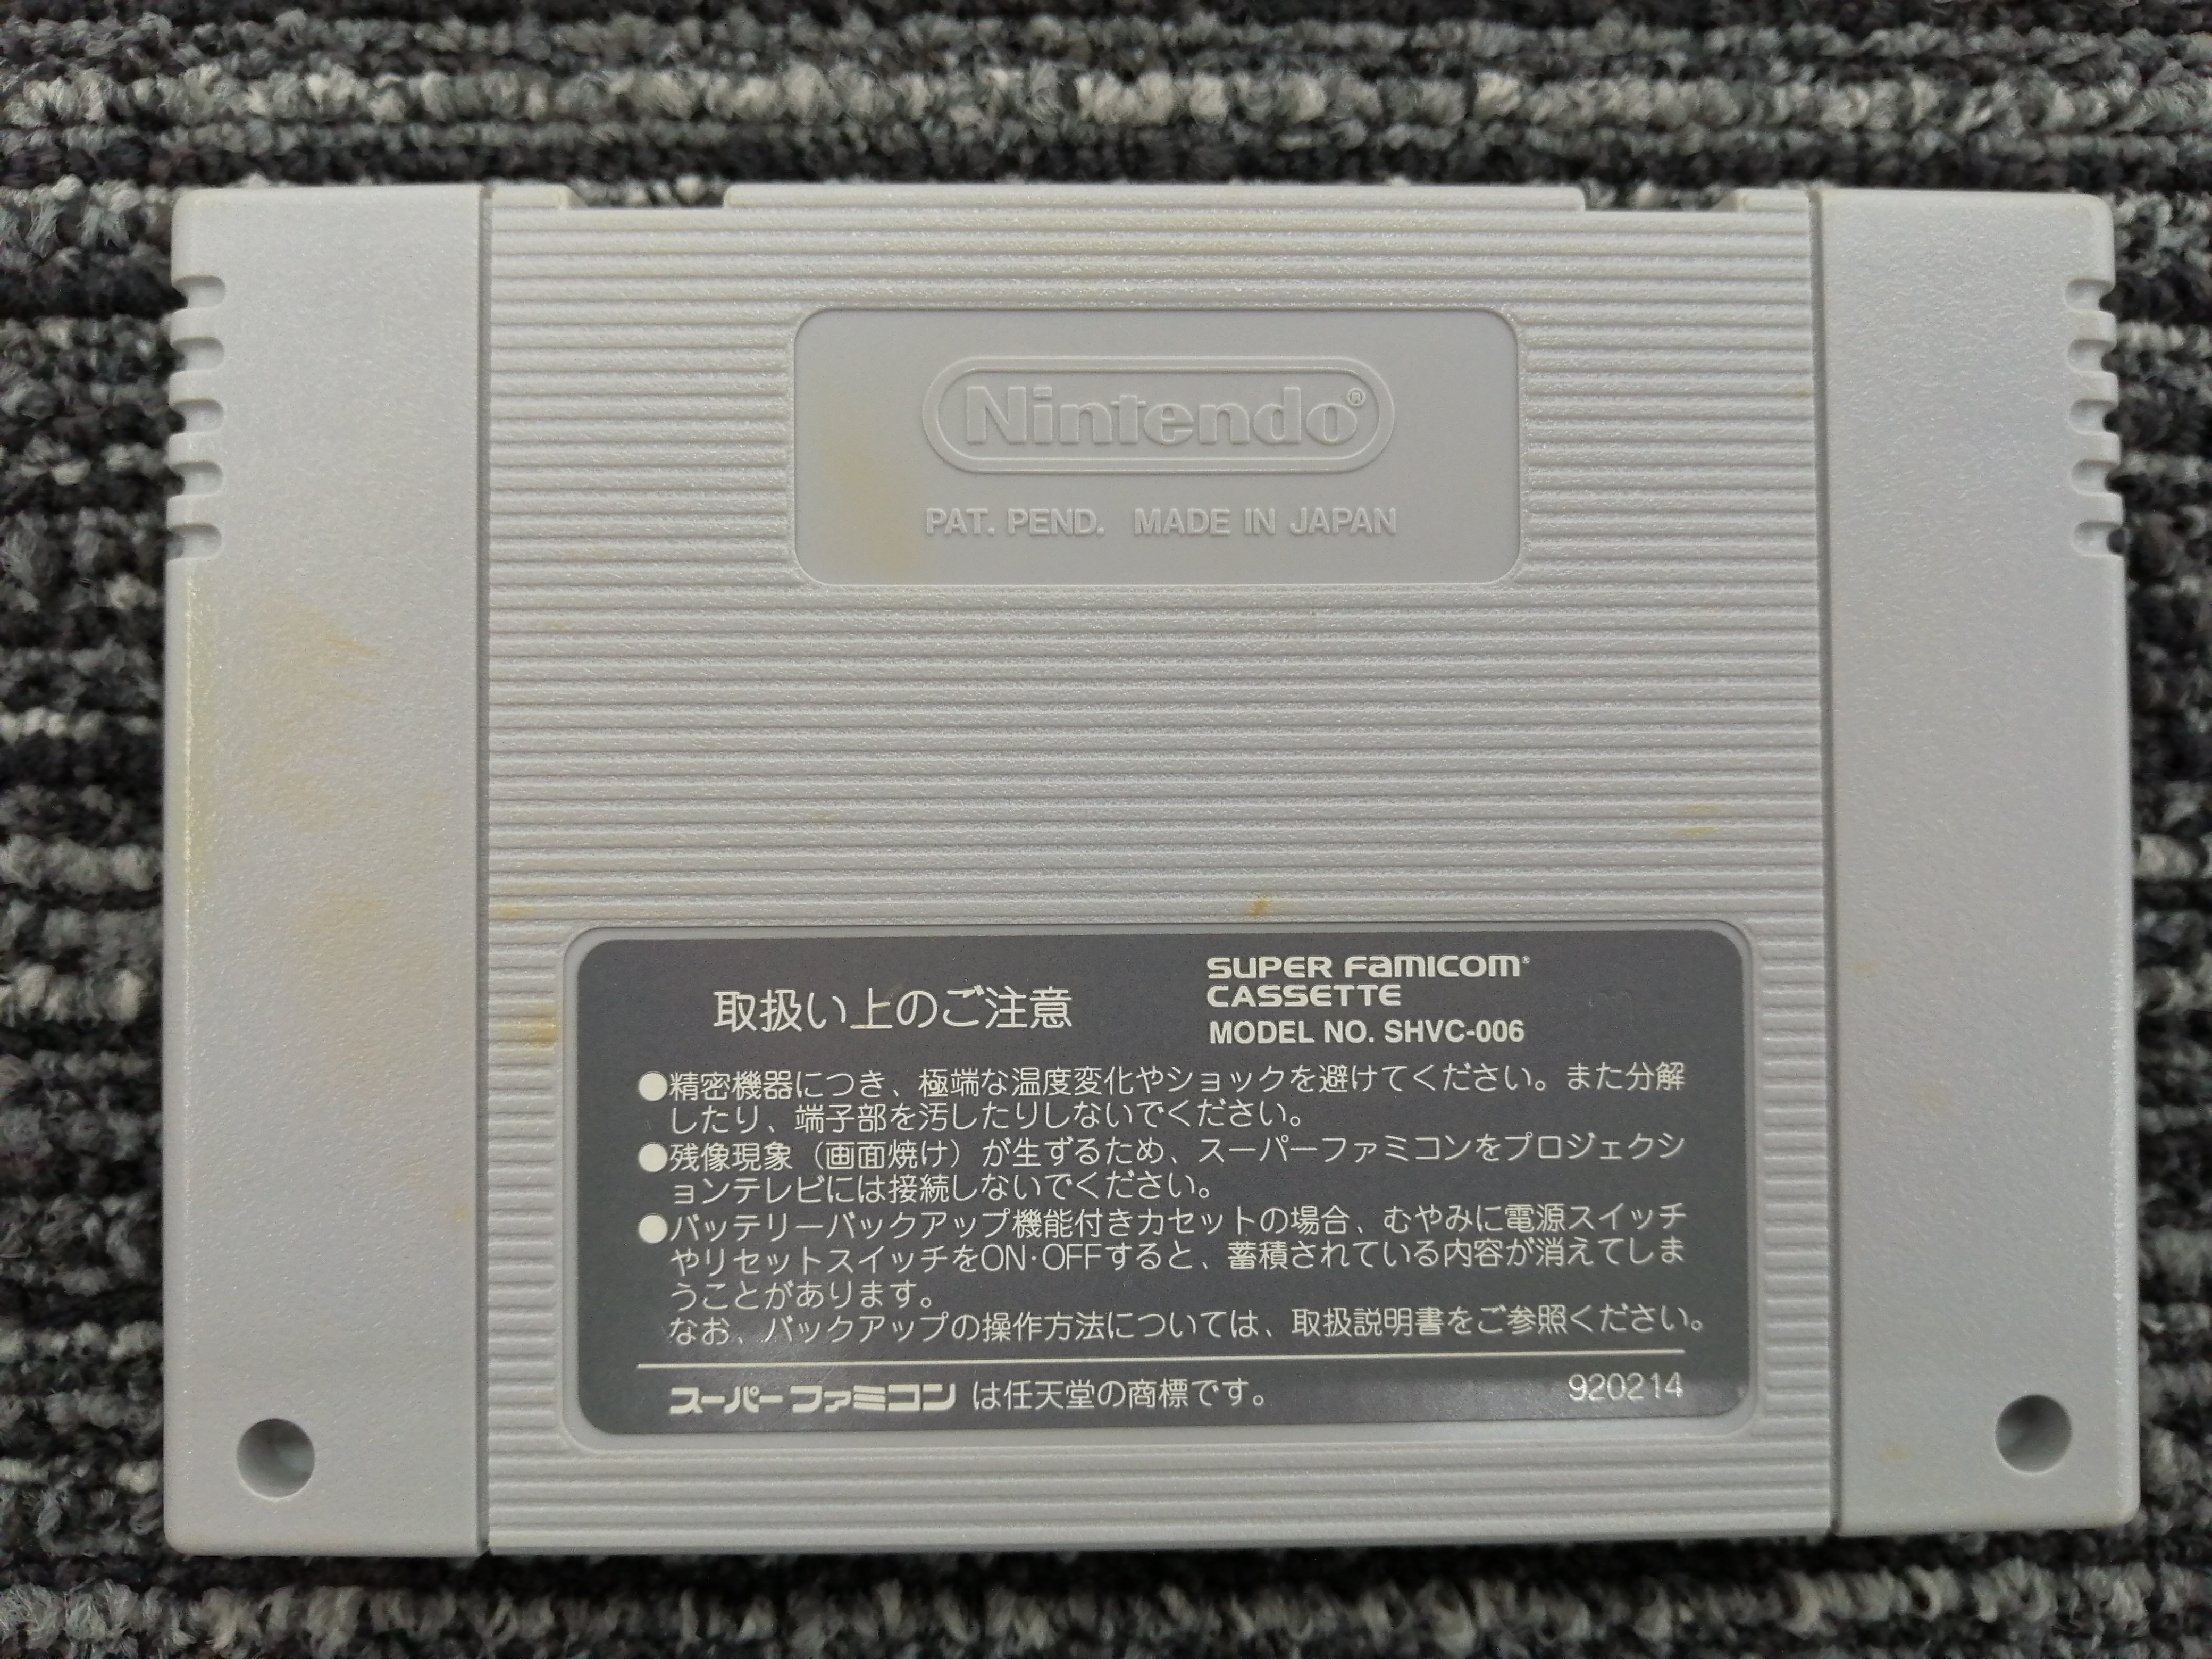 Nintendo®
PAT. PEND. MADE IN JAPAN
取扱い上のご注意
SUPER Famicom®
CASSETTE
MODEL NO. SHVC-006
●精密機器につき、極端な温度変化やショックを避けてください。また分解
したり、端子部を汚したりしないでください。
●残像現象（画面焼け）が生ずるため、スーパーファミコンをプロジェクシ
ョンテレビには接続しないでください。
●バッテリーバックアップ機能付きカセットの場合、むやみに電源スイッチ
やリセットスイッチをON・OFFすると、蓄積されている内容が消えてしま
うことがあります。
なお、バックアップの操作方法については、取扱説明書をご参照ください。
スーパーファミコン は任天堂の商標です。
920214